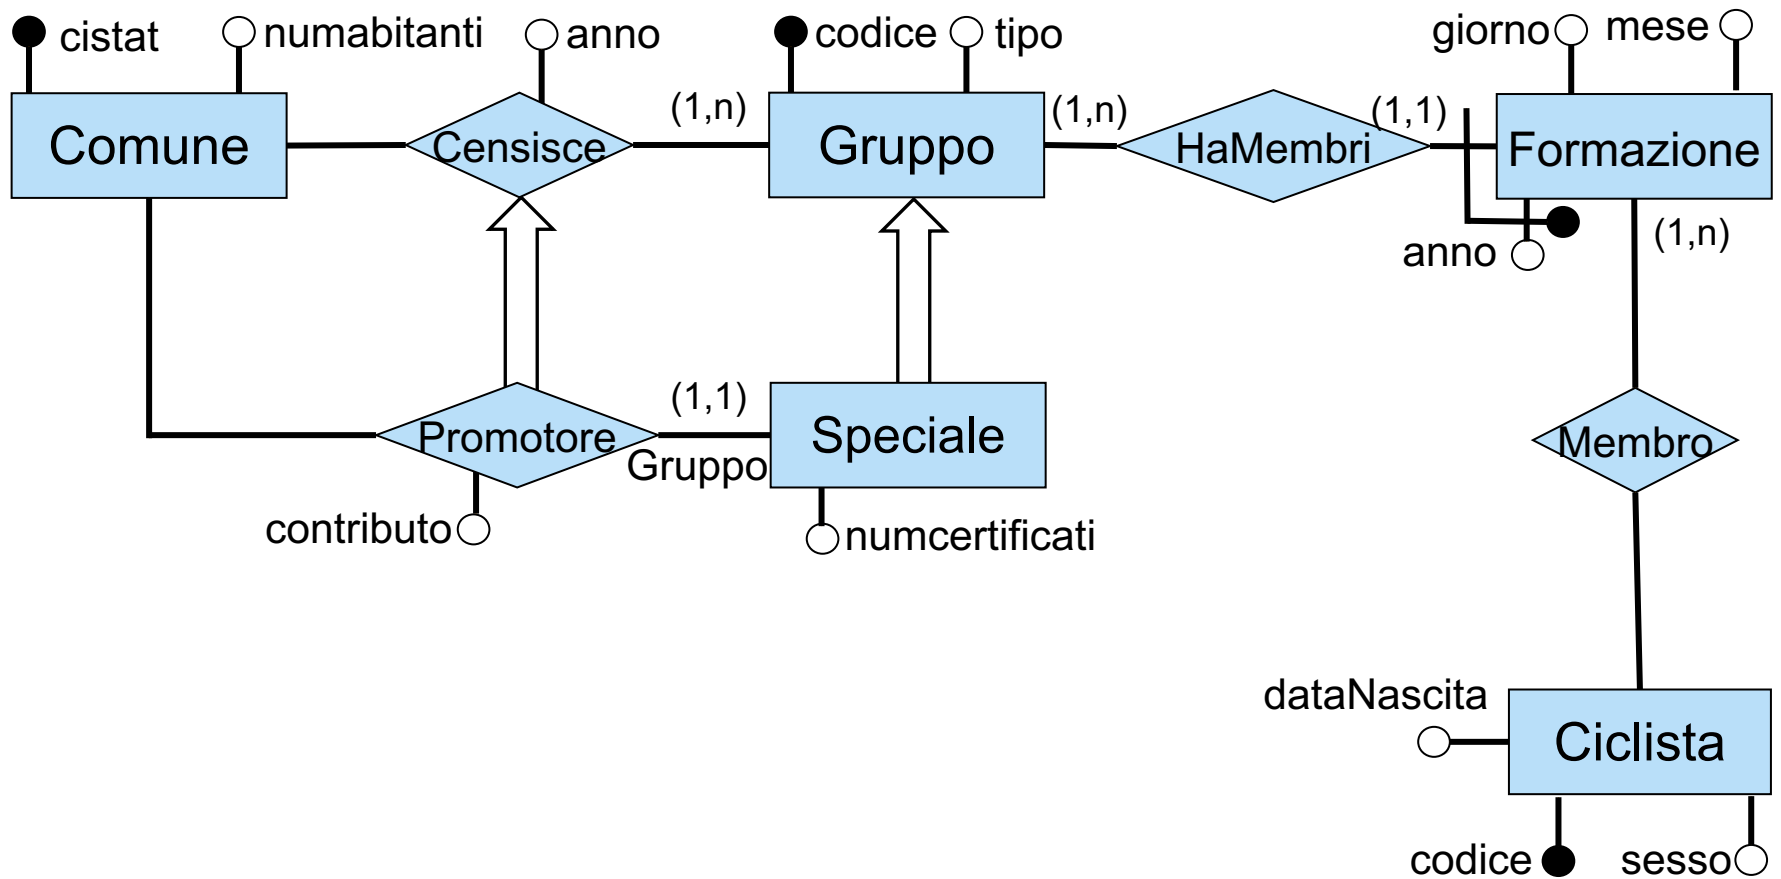 cistat
numabitanti
anno
codice
tipo
giorno
mese
Comune
Censisce
(1,n)
Gruppo
(1,n)
HaMembri
(1,1)
Formazione
anno
(1,n)
Promotore
(1,1)
Gruppo
Speciale
Membro
contributo
numcertificati
dataNascita
Ciclista
codice
sesso